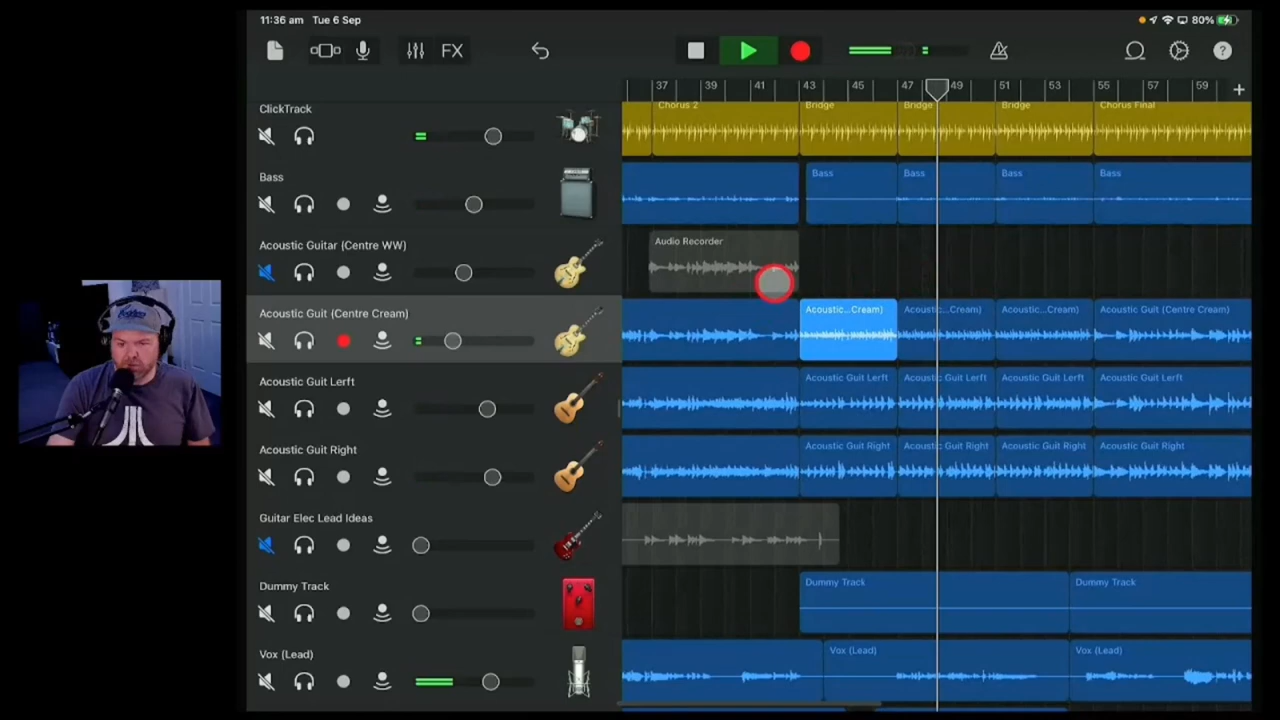 11:36 am Tue 6 Sep
80%
FX
?
37 39 41 43 45 47 49 51 53 55 57 59
+
ClickTrack
Chorus 2
Bridge
Bridge
Bridge
Chorus Final
Bass
Bass
Bass
Bass
Bass
Acoustic Guitar (Centre WW)
Audio Recorder
Acoustic Guit (Centre Cream)
Acoustic...Cream)
Acousti...Cream)
Acousti...Cream)
Acoustic Guit (Centre Cream)
Acoustic Guit Lerft
Acoustic Guit Lerft
Acoustic Guit Lerft
Acoustic Guit Lerft
Acoustic Guit Lerft
Acoustic Guit Right
Acoustic Guit Right
Acoustic Guit Right
Acoustic Guit Right
Acoustic Guit Right
Guitar Elec Lead Ideas
Dummy Track
Dummy Track
Dummy Track
Vox (Lead)
Vox (Lead)
Vox (Lead)